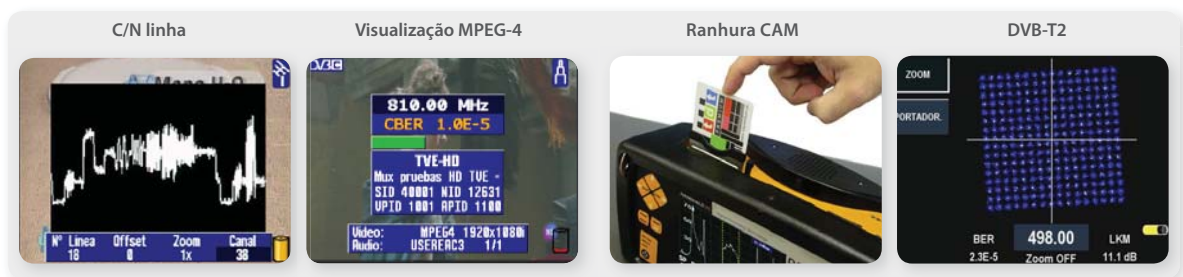 C/N linha
Visualização MPEG-4
Ranhura CAM
DVB-T2
Nº Linea Offset Zoom Canal
18 0 1x 38
DVB-C
810.00 MHz
CBER 1.0E-5
TVE-HD
Mux pruebas HD TVE -
SID 40001 NID 12631
VPID 1001 APID 1100
Video: MPEG4 1920x1080i
Audio: USEREAC3 1/1
ZOOM
PORTADOR.
BER 498.00 LKM
2.3E-5 Zoom OFF 11.1 dB